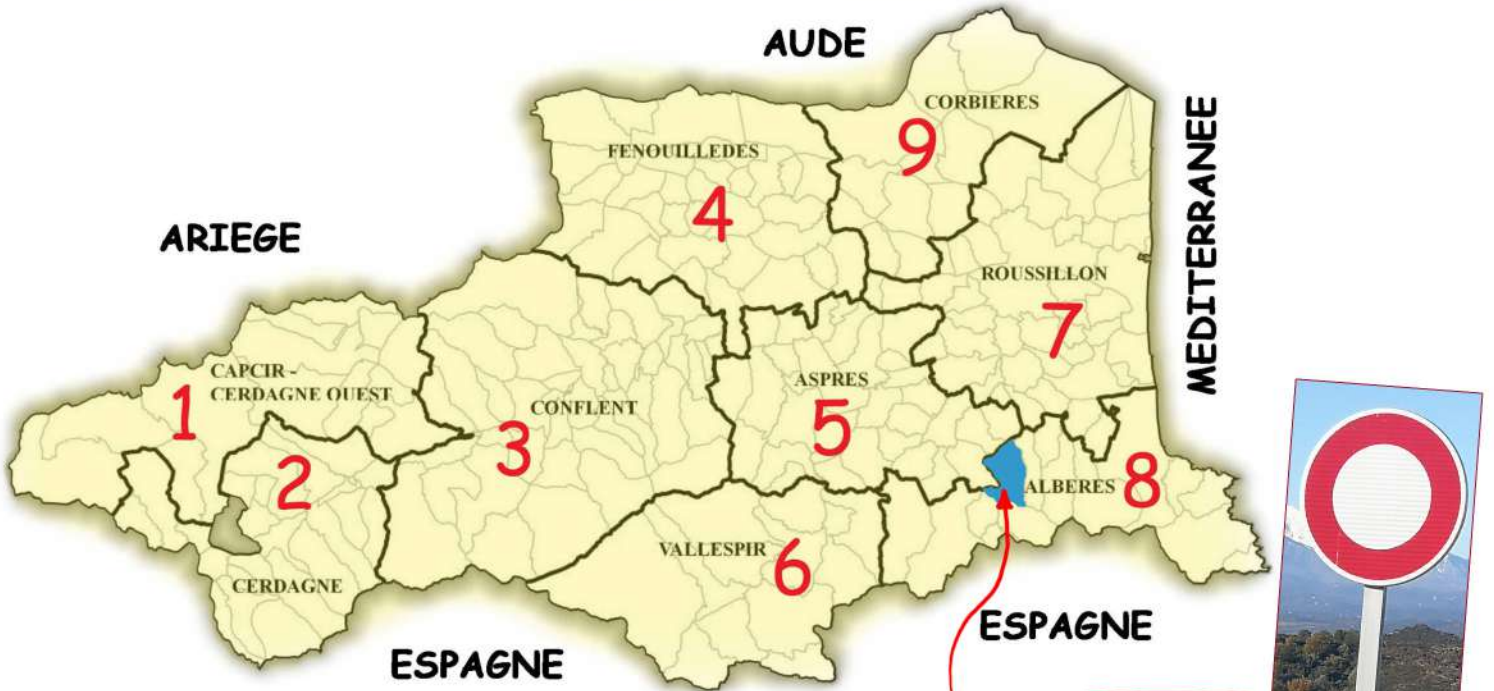 AUDE
CORBIERES
9
FENOUILLEDES
4
MEDITERRANEE
ARIEGE
ROUSSILLON
7
CAPCIR -
CERDAGNE OUEST
1
CONFLENT
3
ASPRES
5
2
ALBERES 8
VALLESPIR 6
CERDAGNE
ESPAGNE
ESPAGNE